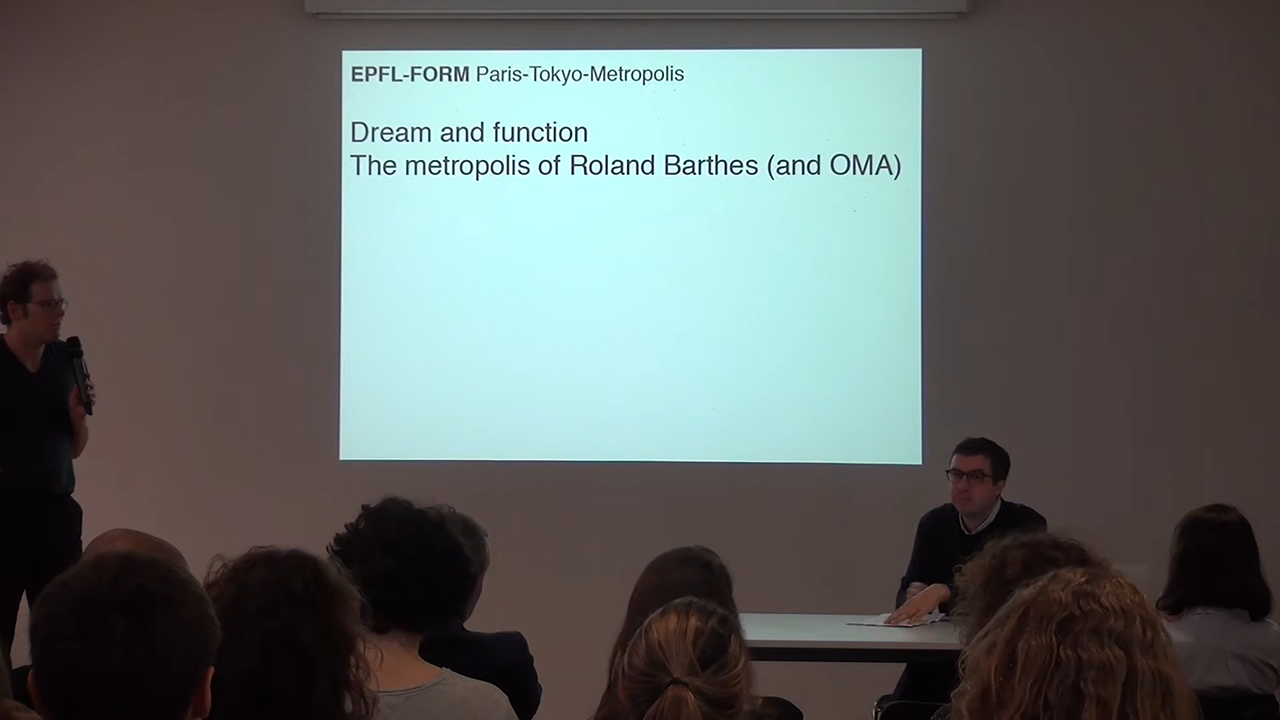 EPFL-FORM Paris-Tokyo-Metropolis
Dream and function
The metropolis of Roland Barthes (and OMA)